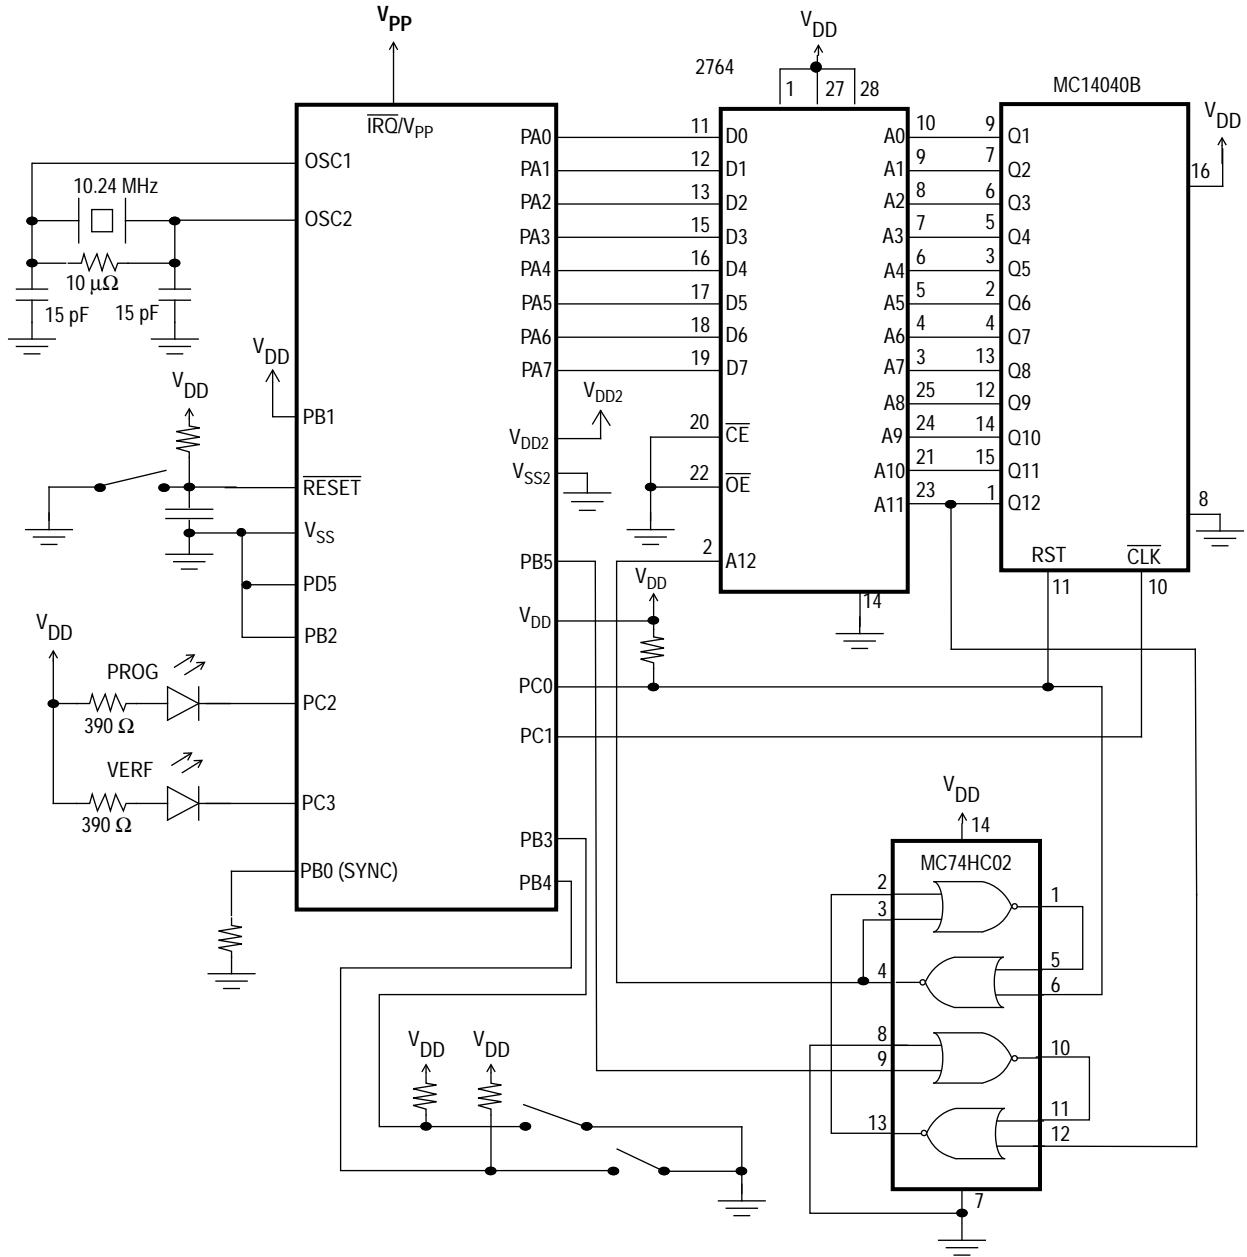 VPP
VDD
2764
1
27
28
MC14040B
IRQ/VPP
VDD
16
OSC1
10.24 MHz
OSC2
10 μΩ
15 pF
15 pF
PA0
11
D0
A0
10
9
Q1
PA1
12
D1
A1
9
7
Q2
PA2
13
D2
A2
8
6
Q3
PA3
15
D3
A3
7
5
Q4
PA4
16
D4
A4
6
3
Q5
PA5
17
D5
A5
5
2
Q6
PA6
18
D6
A6
4
4
Q7
PA7
19
D7
A7
3
13
Q8
A8
25
12
Q9
A9
24
14
Q10
A10
21
15
Q11
A11
23
1
Q12
VDD
VDD
PB1
VDD2
VDD2
VSS2
20
CE
22
OE
RESET
VSS
8
PD5
PB5
2
A12
RST
CLK
11
10
14
VDD
VDD
PB2
VDD
PROG
390 Ω
PC2
PC0
PC1
VERF
390 Ω
PC3
PB3
PB4
PB0 (SYNC)
VDD
14
MC74HC02
2
3
1
4
5
6
8
9
10
13
11
12
7
VDD
VDD